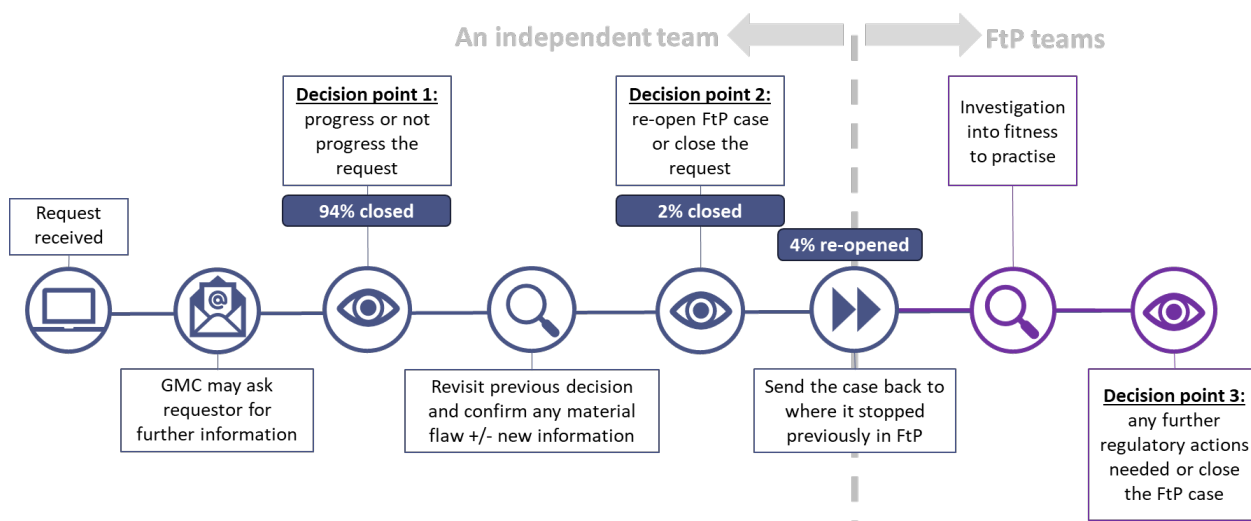 An independent team
FtP teams
Decision point 1:
progress or not
progress the
request
94% closed
Decision point 2:
re-open FtP case
or close the
request
2% closed
4% re-opened
Investigation
into fitness
to practise
Request
received
@
GMC may ask
requestor for
further information
Revisit previous decision
and confirm any material
flaw +/- new information
Send the case back to
where it stopped
previously in FtP
Decision point 3:
any further
regulatory actions
needed or close
the FtP case